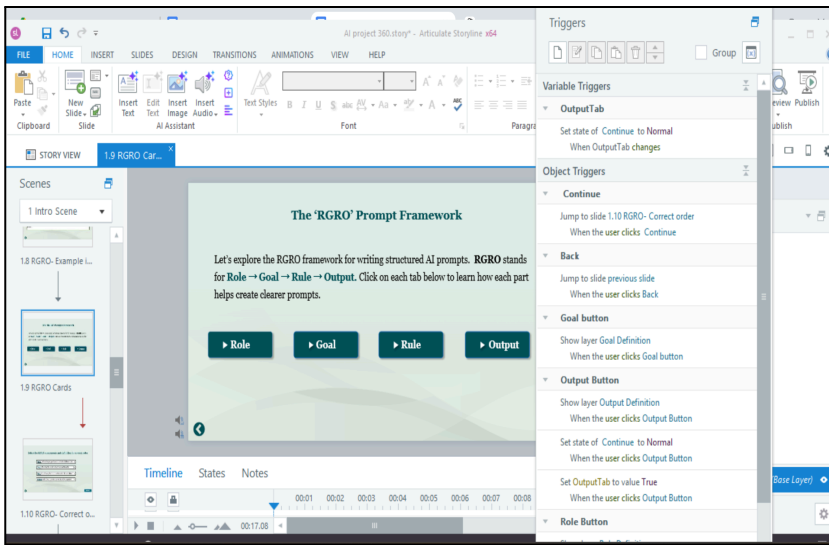 AI project 360.story* - Articulate Storyline x64
FILE HOME INSERT SLIDES DESIGN TRANSITIONS ANIMATIONS VIEW HELP
Paste
New
Slide
Insert
Text
Edit
Text
Insert
Image
Insert
Audio
Text Styles
Preview Publish
Clipboard Slide AI Assistant Font
STORY VIEW 1.9 RGRO Car...
Scenes
1 Intro Scene
1.8 RGRO- Example i...
1.9 RGRO Cards
1.10 RGRO- Correct o...
The ‘RGRO’ Prompt Framework
Let’s explore the RGRO framework for writing structured AI prompts. RGRO stands
for Role → Goal → Rule → Output. Click on each tab below to learn how each part
helps create clearer prompts.
Role Goal Rule Output
Timeline States Notes
00:01 00:02 00:03 00:04 00:05 00:06 00:07 00:08
00:17.08
Triggers
Group
Variable Triggers
OutputTab
Set state of Continue to Normal
When OutputTab changes
Object Triggers
Continue
Jump to slide 1.10 RGRO- Correct order
When the user clicks Continue
Back
Jump to slide previous slide
When the user clicks Back
Goal button
Show layer Goal Definition
When the user clicks Goal button
Output Button
Show layer Output Definition
When the user clicks Output Button
Set state of Continue to Normal
When the user clicks Output Button
Set OutputTab to value True
When the user clicks Output Button
Role Button
Base Layer)